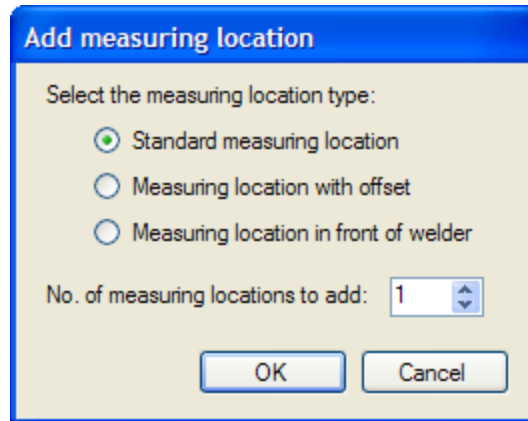 Add measuring location
Select the measuring location type:
Standard measuring location
Measuring location with offset
Measuring location in front of welder
No. of measuring locations to add: 1
OK Cancel